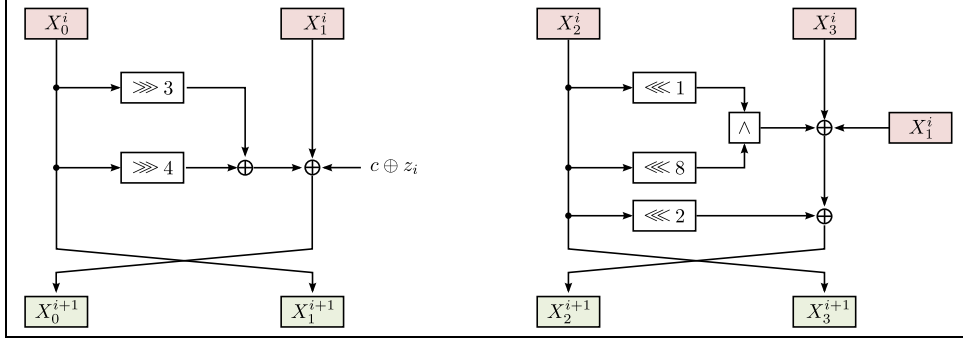 X_0^i X_1^i X_2^i X_3^i
⋙ 3 ⋘ 1
∧ X_1^i
⋙ 4 c ⊕ z_i ⋘ 8
⋘ 2
X_0^{i+1} X_1^{i+1} X_2^{i+1} X_3^{i+1}